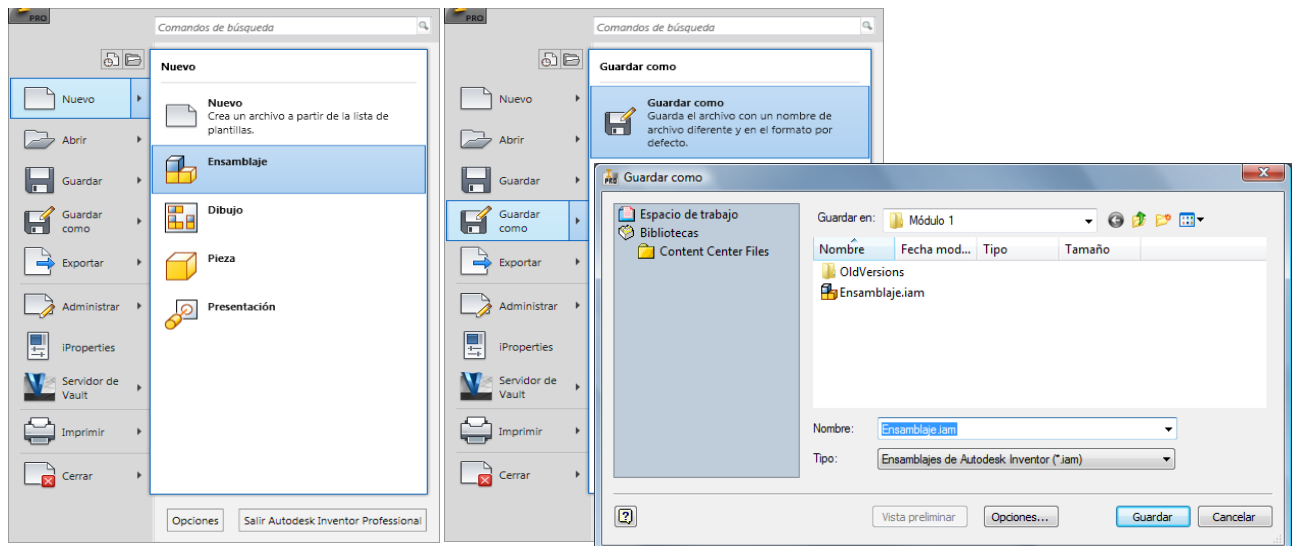 PRO
Comandos de búsqueda
Nuevo
Abrir
Guardar
Guardar
como
Exportar
Administrar
iProperties
Servidor de
Vault
Imprimir
Cerrar
Nuevo
Nuevo
Crea un archivo a partir de la lista de
plantillas.
Ensamblaje
Dibujo
Pieza
Presentación
Opciones
Salir Autodesk Inventor Professional
PRO
Comandos de búsqueda
Nuevo
Abrir
Guardar
Guardar
como
Exportar
Administrar
iProperties
Servidor de
Vault
Imprimir
Cerrar
Guardar como
Guardar como
Guarda el archivo con un nombre de
archivo diferente y en el formato por
defecto.
PRO
Guardar como
Espacio de trabajo
Bibliotecas
Content Center Files
Guardar en: Módulo 1
Nombre Fecha mod... Tipo Tamaño
OldVersions
Ensamblaje.iam
Nombre: Ensamblaje.iam
Tipo: Ensamblajes de Autodesk Inventor (*.iam)
Vista preliminar Opciones... Guardar Cancelar